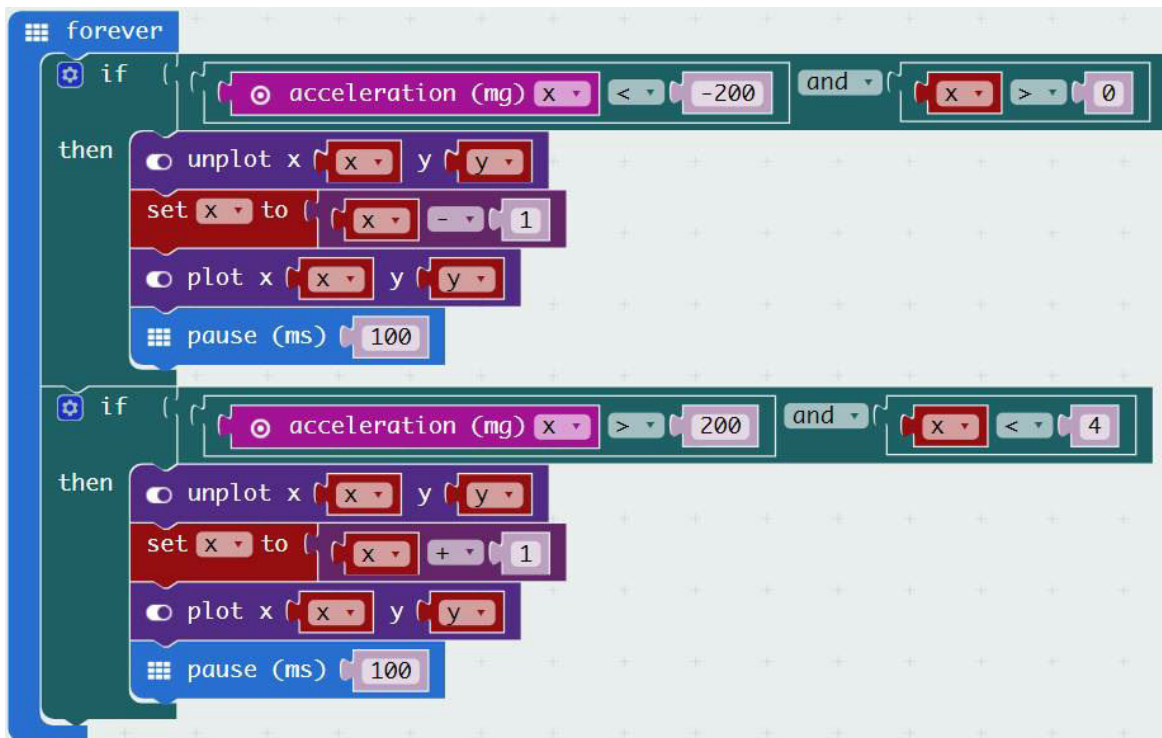 forever
if acceleration (mg) x < -200 and x > 0
then unplot x x y y
set x to x - 1
plot x x y y
pause (ms) 100
if acceleration (mg) x > 200 and x < 4
then unplot x x y y
set x to x + 1
plot x x y y
pause (ms) 100